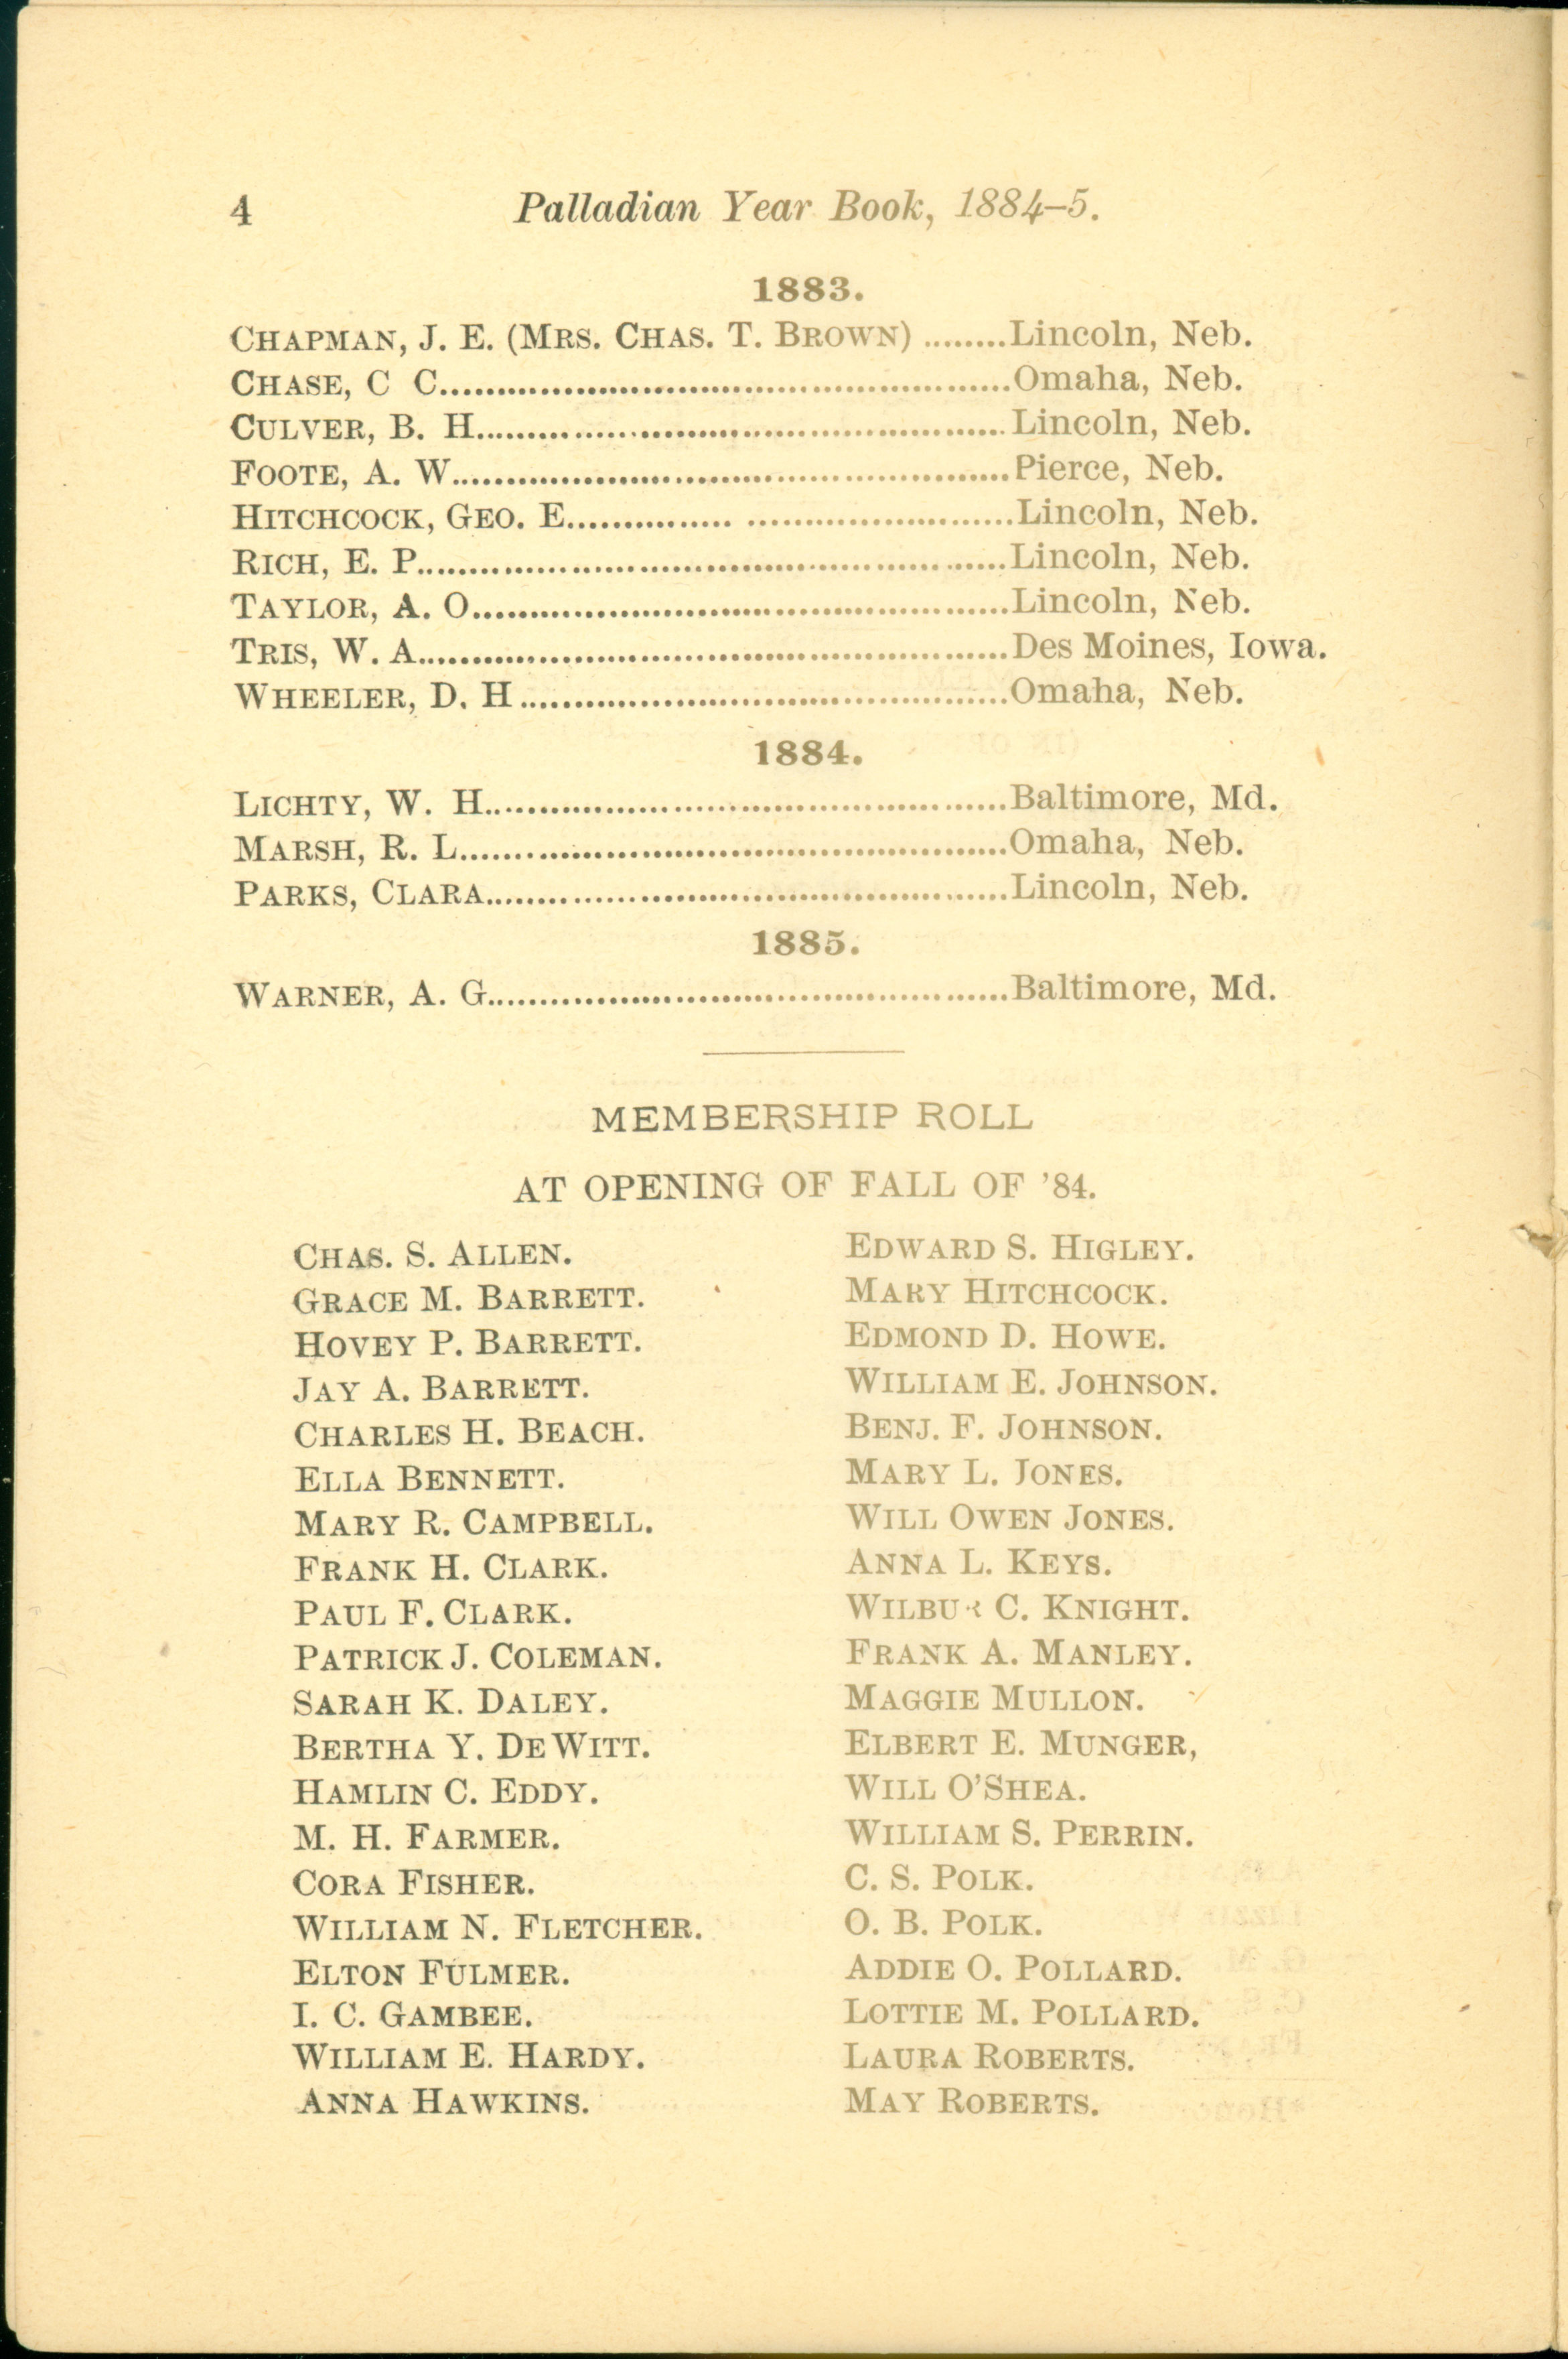 4 Palladian Year Book, 1884–5.
1883.
CHAPMAN, J. E. (MRS. CHAS. T. BROWN) ........Lincoln, Neb.
CHASE, C C........................................................Omaha, Neb.
CULVER, B. H....................................................Lincoln, Neb.
FOOTE, A. W......................................................Pierce, Neb.
HITCHCOCK, GEO. E................ ..........................Lincoln, Neb.
RICH, E. P..........................................................Lincoln, Neb.
TAYLOR, A. O.....................................................Lincoln, Neb.
TRIS, W. A..........................................................Des Moines, Iowa.
WHEELER, D. H................................................Omaha, Neb.
1884.
LICHTY, W. H...................................................Baltimore, Md.
MARSH, R. L.....................................................Omaha, Neb.
PARKS, CLARA...................................................Lincoln, Neb.
1885.
WARNER, A. G...................................................Baltimore, Md.
MEMBERSHIP ROLL
AT OPENING OF FALL OF '84.
CHAS. S. ALLEN.
GRACE M. BARRETT.
HOVEY P. BARRETT.
JAY A. BARRETT.
CHARLES H. BEACH.
ELLA BENNETT.
MARY R. CAMPBELL.
FRANK H. CLARK.
PAUL F. CLARK.
PATRICK J. COLEMAN.
SARAH K. DALEY.
BERTHA Y. DEWITT.
HAMLIN C. EDDY.
M. H. FARMER.
CORA FISHER.
WILLIAM N. FLETCHER.
ELTON FULMER.
I. C. GAMBEE.
WILLIAM E. HARDY.
ANNA HAWKINS.
EDWARD S. HIGLEY.
MARY HITCHCOCK.
EDMOND D. HOWE.
WILLIAM E. JOHNSON.
BENJ. F. JOHNSON.
MARY L. JONES.
WILL OWEN JONES.
ANNA L. KEYS.
WILBUR C. KNIGHT.
FRANK A. MANLEY.
MAGGIE MULLON.
ELBERT E. MUNGER,
WILL O'SHEA.
WILLIAM S. PERRIN.
C. S. POLK.
O. B. POLK.
ADDIE O. POLLARD.
LOTTIE M. POLLARD.
LAURA ROBERTS.
MAY ROBERTS.